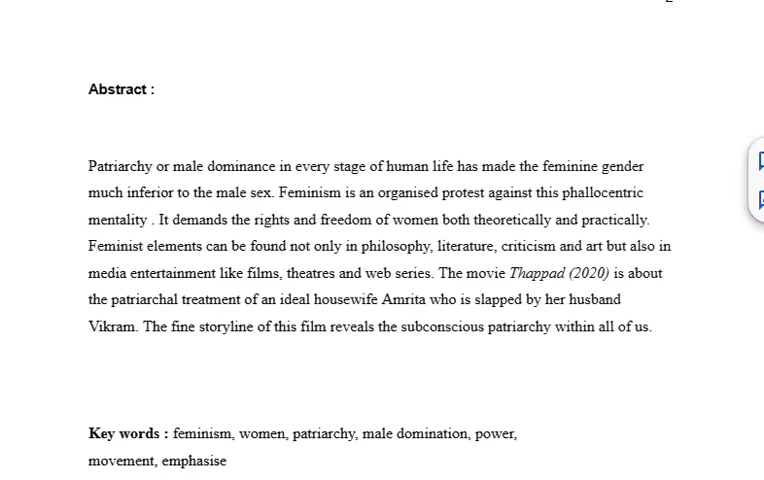 Abstract :
Patriarchy or male dominance in every stage of human life has made the feminine gender
much inferior to the male sex. Feminism is an organised protest against this phallocentric
mentality . It demands the rights and freedom of women both theoretically and practically.
Feminist elements can be found not only in philosophy, literature, criticism and art but also in
media entertainment like films, theatres and web series. The movie Thappad (2020) is about
the patriarchal treatment of an ideal housewife Amrita who is slapped by her husband
Vikram. The fine storyline of this film reveals the subconscious patriarchy within all of us.
Key words : feminism, women, patriarchy, male domination, power,
movement, emphasise